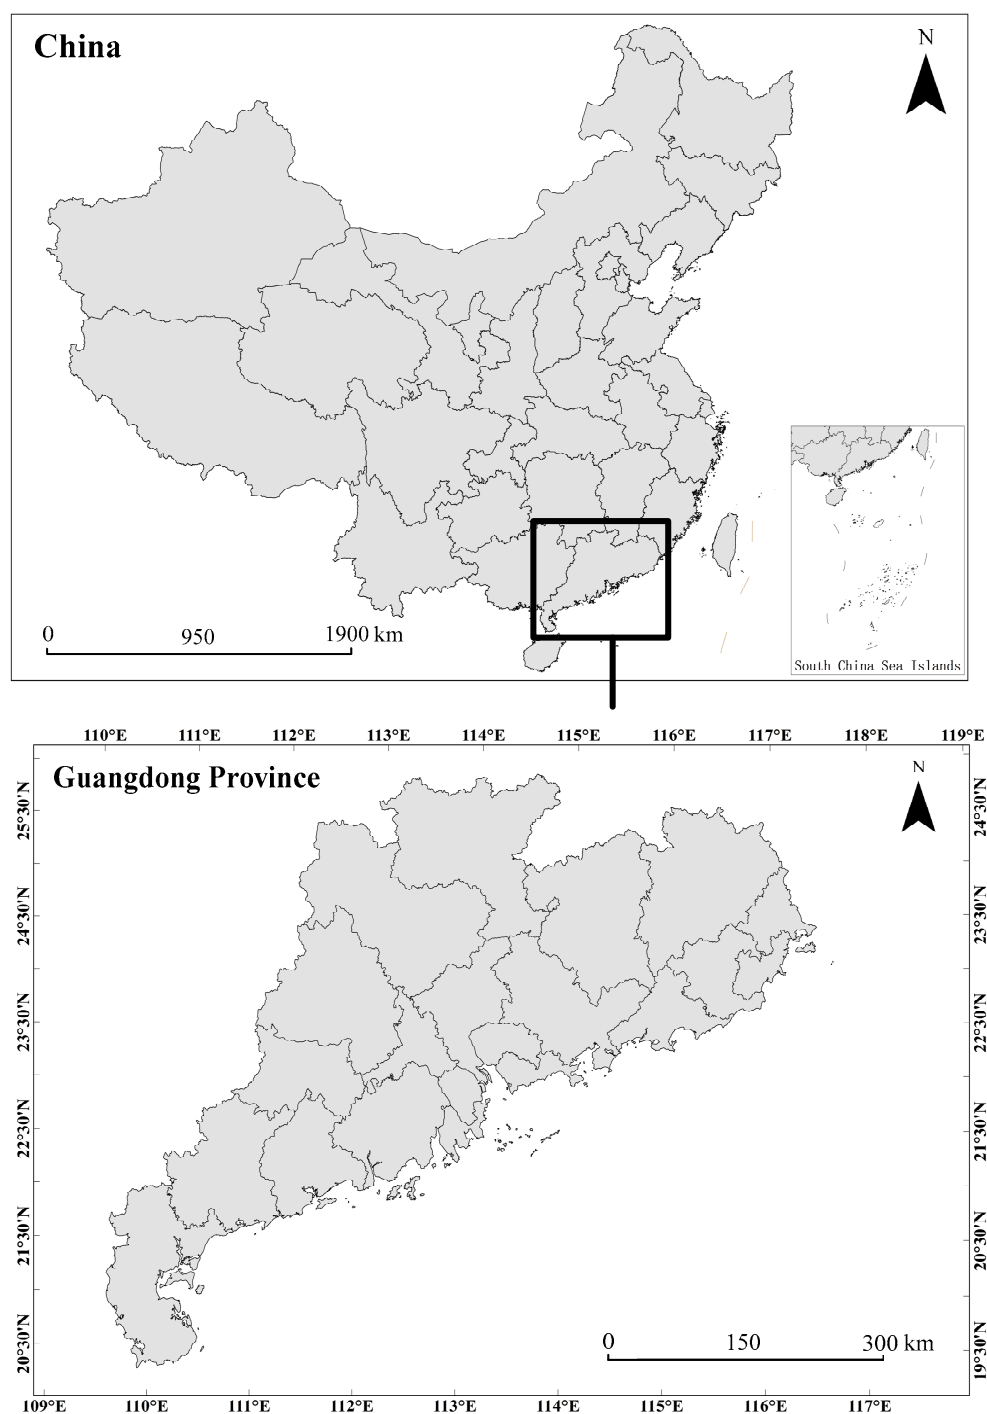 China
N
0 950 1900 km
South China Sea Islands
110°E 111°E 112°E 113°E 114°E 115°E 116°E 117°E 118°E 119°E
Guangdong Province
N
25°30'N
24°30'N
23°30'N
22°30'N
21°30'N
20°30'N
24°30'N
23°30'N
22°30'N
21°30'N
20°30'N
19°30'N
0 150 300 km
109°E 110°E 111°E 112°E 113°E 114°E 115°E 116°E 117°E